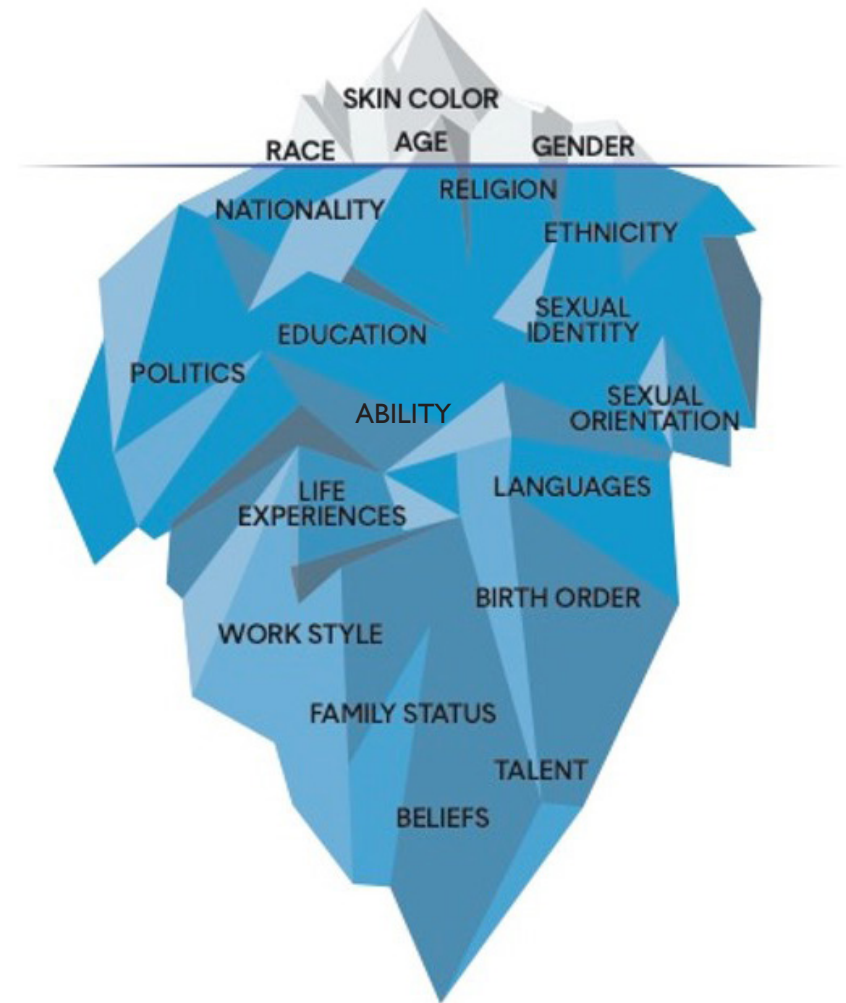 SKIN COLOR
RACE
AGE
GENDER
RELIGION
NATIONALITY
ETHNICITY
SEXUAL
IDENTITY
EDUCATION
POLITICS
SEXUAL
ORIENTATION
ABILITY
LANGUAGES
LIFE
EXPERIENCES
BIRTH ORDER
WORK STYLE
FAMILY STATUS
TALENT
BELIEFS